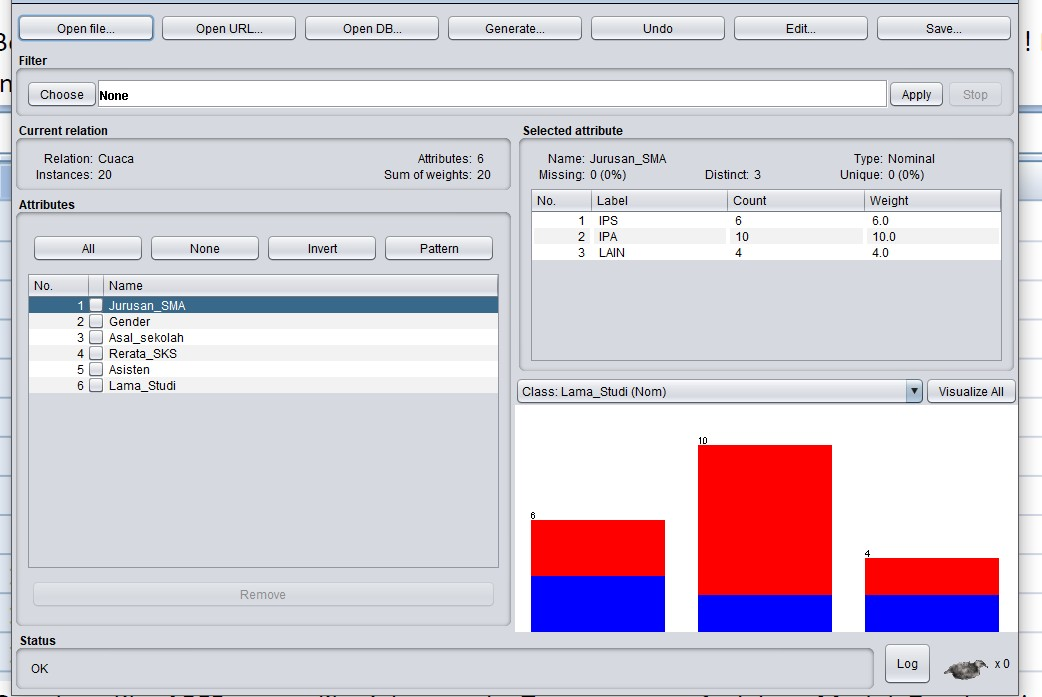 Open file... Open URL... Open DB... Generate... Undo Edit... Save...
Filter
Choose None Apply Stop
Current relation
Relation: Cuaca Attributes: 6
Instances: 20 Sum of weights: 20
Selected attribute
Name: Jurusan_SMA Type: Nominal
Missing: 0 (0%) Distinct: 3 Unique: 0 (0%)
No. Label Count Weight
1 IPS 6 6.0
2 IPA 10 10.0
3 LAIN 4 4.0
Attributes
All None Invert Pattern
No. Name
1 Jurusan_SMA
2 Gender
3 Asal_sekolah
4 Rerata_SKS
5 Asisten
6 Lama_Studi
Remove
Class: Lama_Studi (Nom) Visualize All
6 10 4
Status
OK
Log x 0